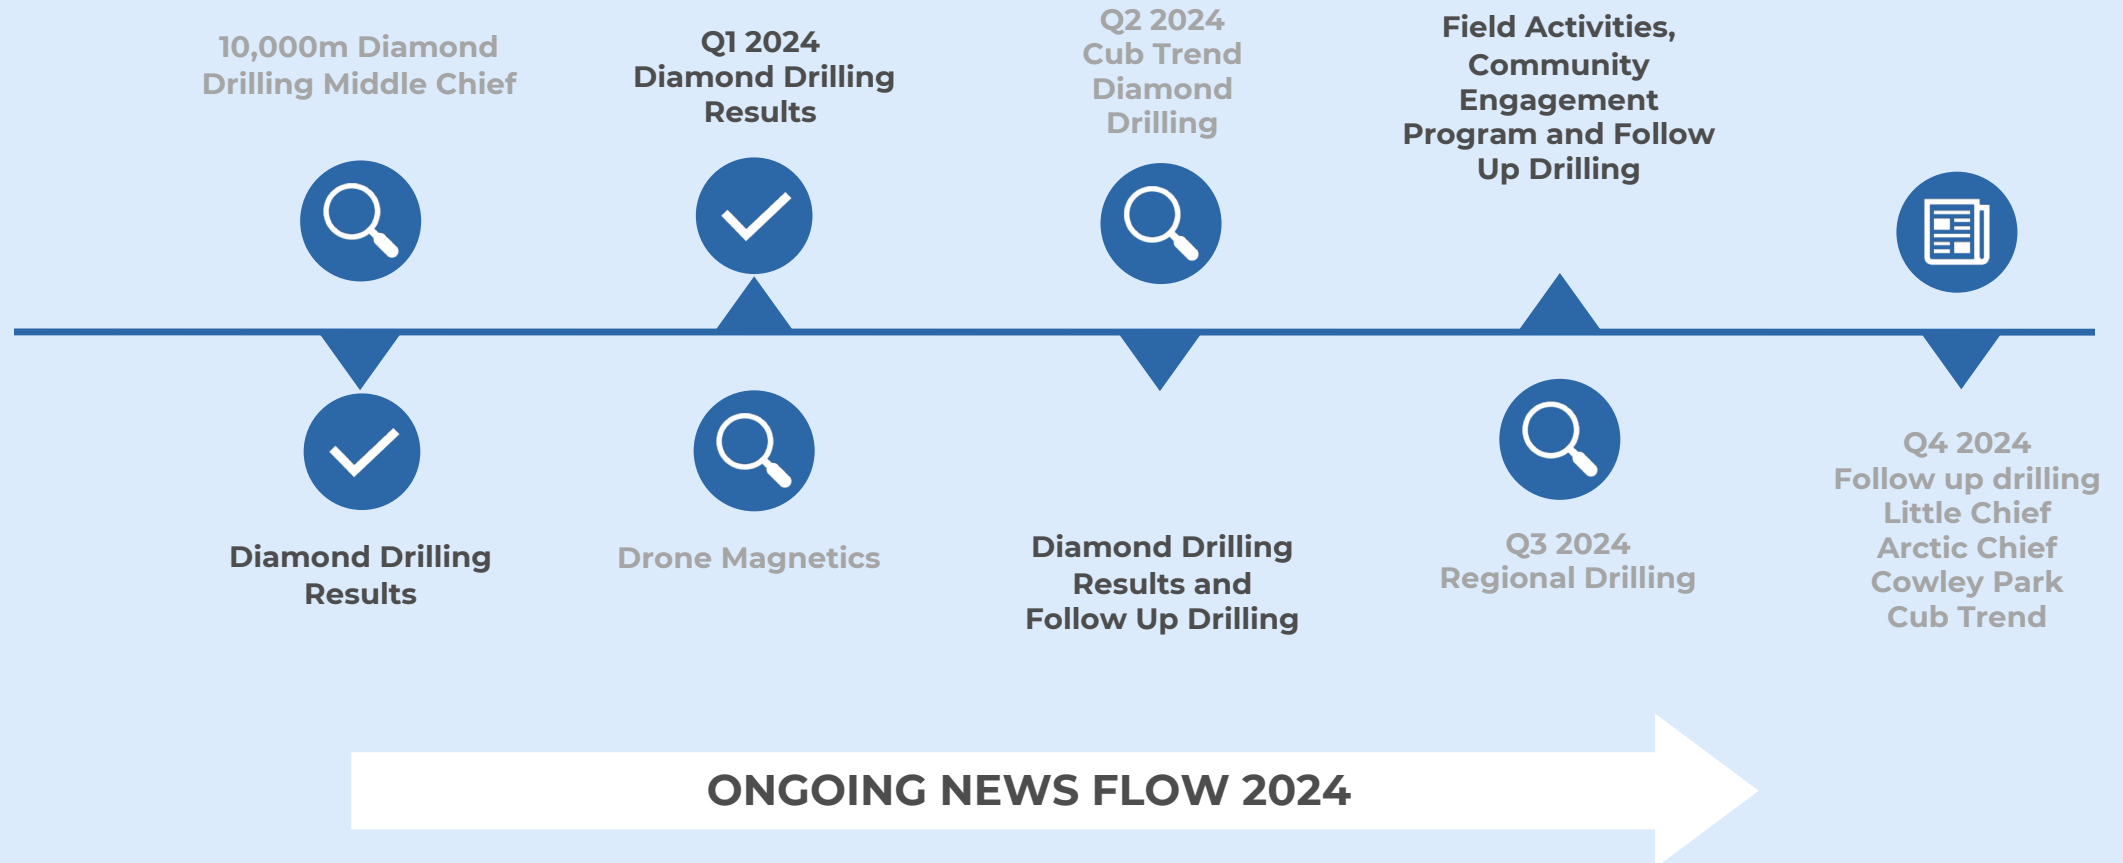 10,000m Diamond
Drilling Middle Chief
Q1 2024
Diamond Drilling
Results
Q2 2024
Cub Trend
Diamond
Drilling
Field Activities,
Community
Engagement
Program and Follow
Up Drilling
Diamond Drilling
Results
Drone Magnetics
Diamond Drilling
Results and
Follow Up Drilling
Q3 2024
Regional Drilling
Q4 2024
Follow up drilling
Little Chief
Arctic Chief
Cowley Park
Cub Trend
ONGOING NEWS FLOW 2024